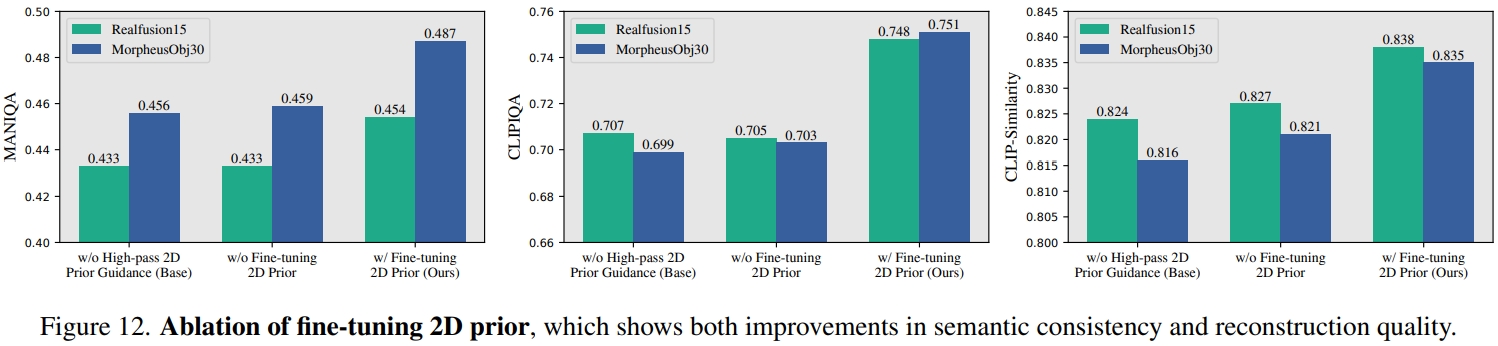 MANIQA
0.50
0.48
0.46
0.44
0.42
0.40
Realfusion15
MorpheusObj30
0.433
0.456
0.433
0.459
0.454
0.487
w/o High-pass 2D
Prior Guidance (Base)
w/o Fine-tuning
2D Prior
w/ Fine-tuning
2D Prior (Ours)
CLIPIQA
0.76
0.74
0.72
0.70
0.68
0.66
Realfusion15
MorpheusObj30
0.707
0.699
0.705
0.703
0.748
0.751
w/o High-pass 2D
Prior Guidance (Base)
w/o Fine-tuning
2D Prior
w/ Fine-tuning
2D Prior (Ours)
CLIP-Similarity
0.845
0.840
0.835
0.830
0.825
0.820
0.815
0.810
0.805
0.800
Realfusion15
MorpheusObj30
0.824
0.816
0.827
0.821
0.838
0.835
w/o High-pass 2D
Prior Guidance (Base)
w/o Fine-tuning
2D Prior
w/ Fine-tuning
2D Prior (Ours)
Figure 12. Ablation of fine-tuning 2D prior, which shows both improvements in semantic consistency and reconstruction quality.